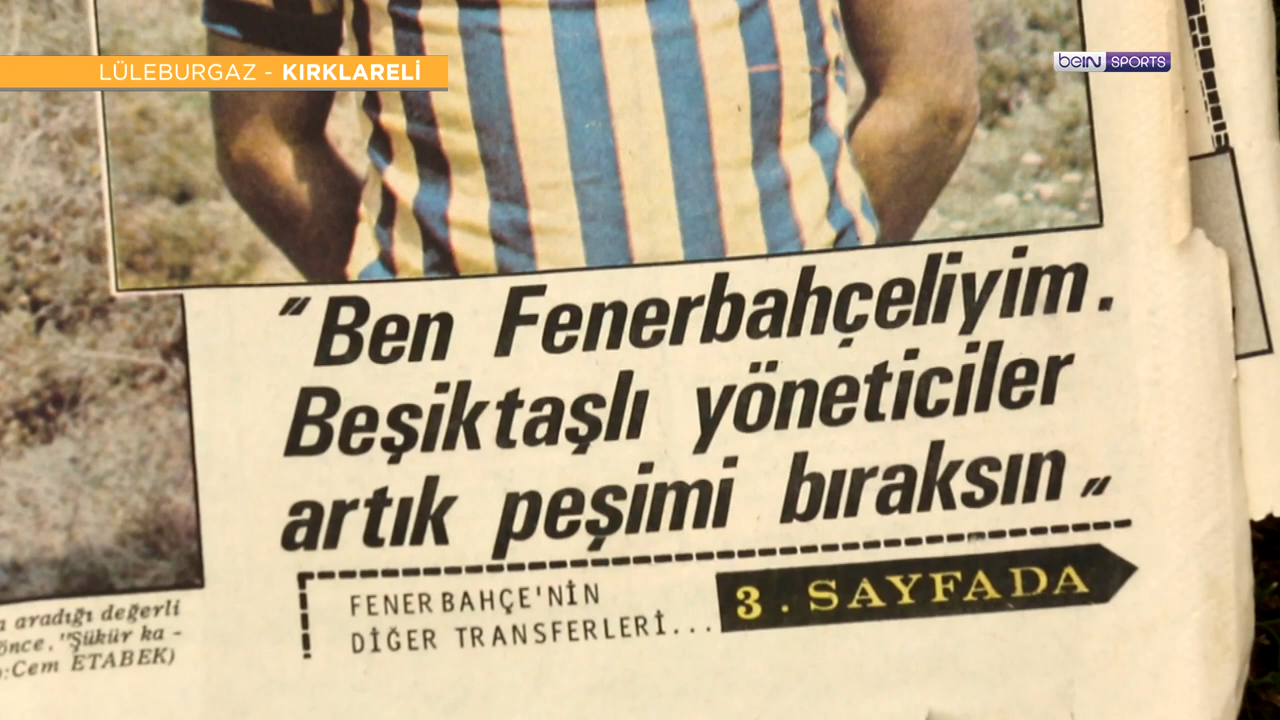 LÜLEBURGAZ - KIRKLARELİ
beIN SPORTS
"Ben Fenerbahçeliyim.
Beşiktaşlı yöneticiler
artık peşimi bıraksın„
FENERBAHÇE'NİN
DİĞER TRANSFERLERİ...
3. SAYFADA
aradığı değerli
önce, "Şükür ka -
:Cem ETABEK)